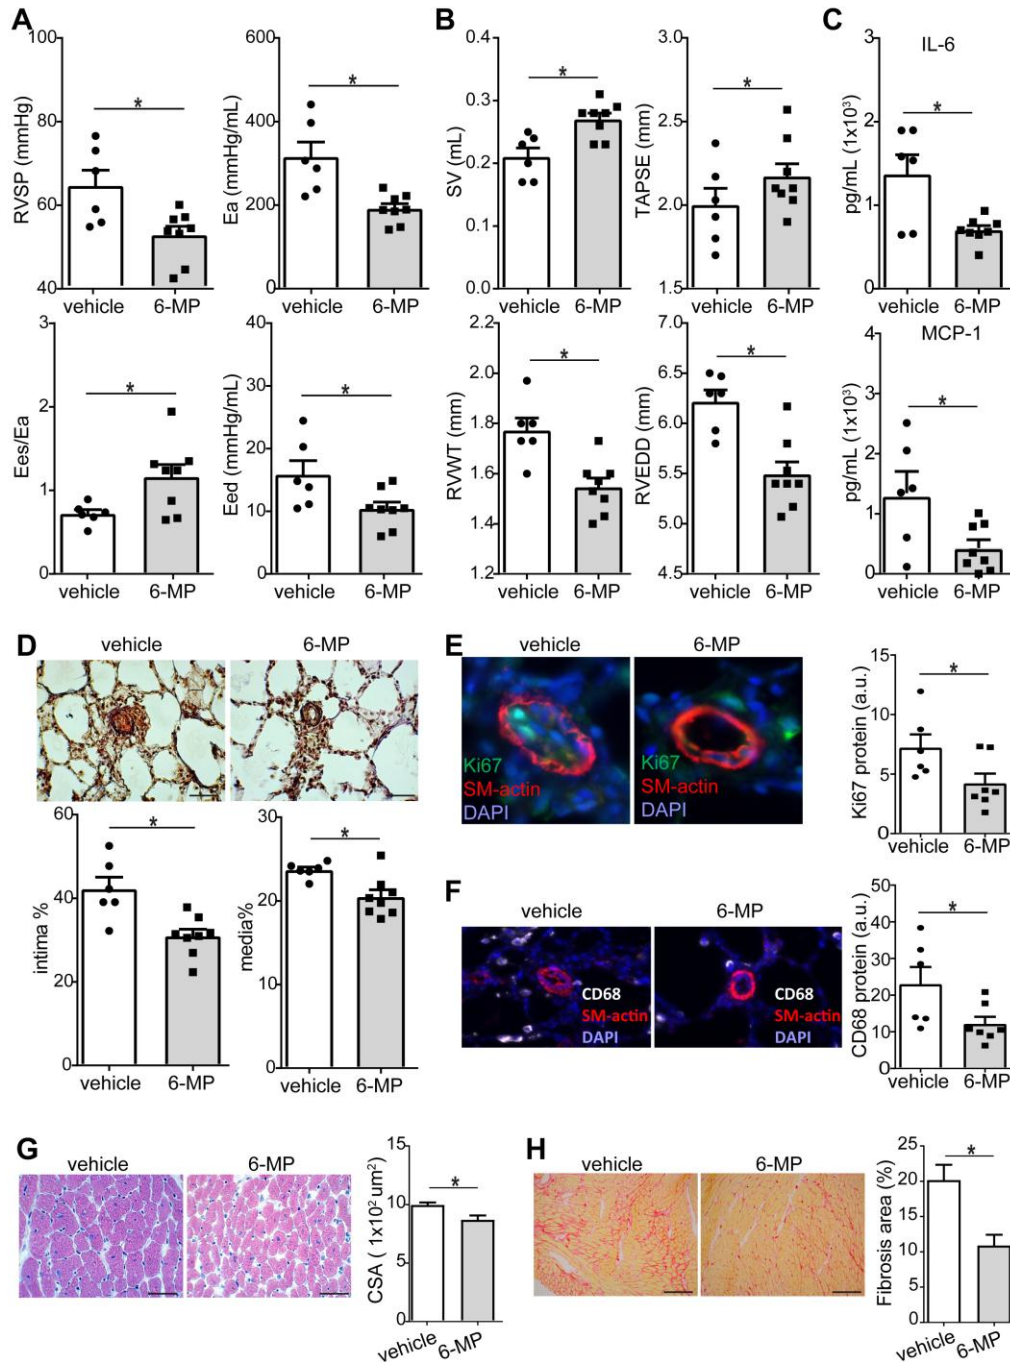 A
B
C
RVSP (mmHg)
100
80
60
40
*
vehicle 6-MP
Ea (mmHg/mL)
600
400
200
0
*
vehicle 6-MP
SV (mL)
0.4
0.3
0.2
0.1
0.0
*
vehicle 6-MP
TAPSE (mm)
3.0
2.5
2.0
1.5
*
vehicle 6-MP
IL-6
pg/mL (1x10³)
3
2
1
0
*
vehicle 6-MP
Ees/Ea
3
2
1
0
*
vehicle 6-MP
Eed (mmHg/mL)
40
30
20
10
0
*
vehicle 6-MP
RVWT (mm)
2.2
2.0
1.8
1.6
1.4
1.2
*
vehicle 6-MP
RVEDD (mm)
7.0
6.5
6.0
5.5
5.0
4.5
*
vehicle 6-MP
MCP-1
pg/mL (1x10³)
4
3
2
1
0
*
vehicle 6-MP
D
vehicle 6-MP
intima %
60
40
20
0
*
vehicle 6-MP
media%
30
20
10
0
*
vehicle 6-MP
E
vehicle 6-MP
Ki67
SM-actin
DAPI
Ki67
SM-actin
DAPI
Ki67 protein (a.u.)
15
10
5
0
*
vehicle 6-MP
F
vehicle 6-MP
CD68
SM-actin
DAPI
CD68
SM-actin
DAPI
CD68 protein (a.u.)
50
40
30
20
10
0
*
vehicle 6-MP
G
vehicle 6-MP
CSA ( 1x10² um²)
15
10
5
0
*
vehicle 6-MP
H
vehicle 6-MP
Fibrosis area (%)
25
20
15
10
5
0
*
vehicle 6-MP